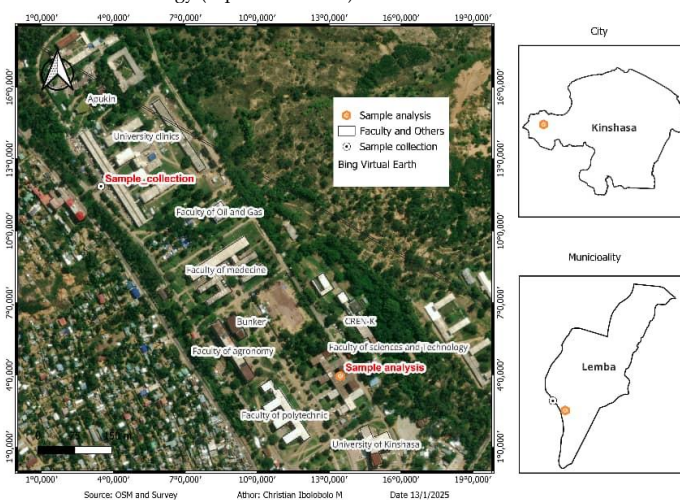 1°0,000' 4°0,000' 7°0,000' 10°0,000' 13°0,000' 16°0,000' 19°0,000'
16°0,000' 13°0,000' 10°0,000' 7°0,000' 4°0,000' 1°0,000'
Apukin
University clinics
Sample collection
Faculty of Oil and Gas
Faculty of medecine
Bunker
CREN-K
Faculty of agronomy
Faculty of sciences and Technology
Sample analysis
Faculty of polytechnic
University of Kinshasa
Sample analysis
Faculty and Others
Sample collection
Bing Virtual Earth
16°0,000' 13°0,000' 10°0,000' 7°0,000' 4°0,000' 1°0,000'
1°0,000' 4°0,000' 7°0,000' 10°0,000' 13°0,000' 16°0,000' 19°0,000'
Source: OSM and Survey Athor: Christian Ibolobolo M Date 13/1/2025
City
Kinshasa
Municioality
Lemba